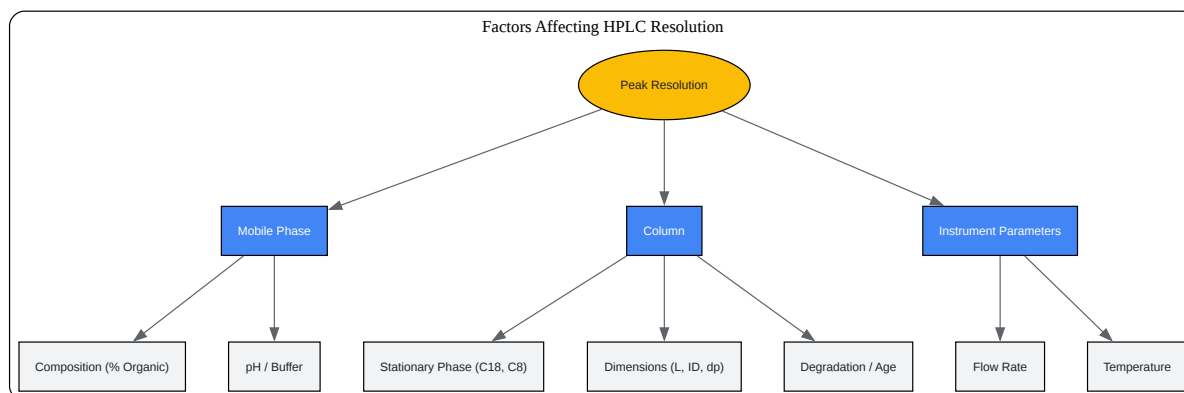 Factors Affecting HPLC Resolution
Peak Resolution
Mobile Phase
Column
Instrument Parameters
Composition (% Organic)
pH / Buffer
Stationary Phase (C18, C8)
Dimensions (L, ID, dp)
Degradation / Age
Flow Rate
Temperature